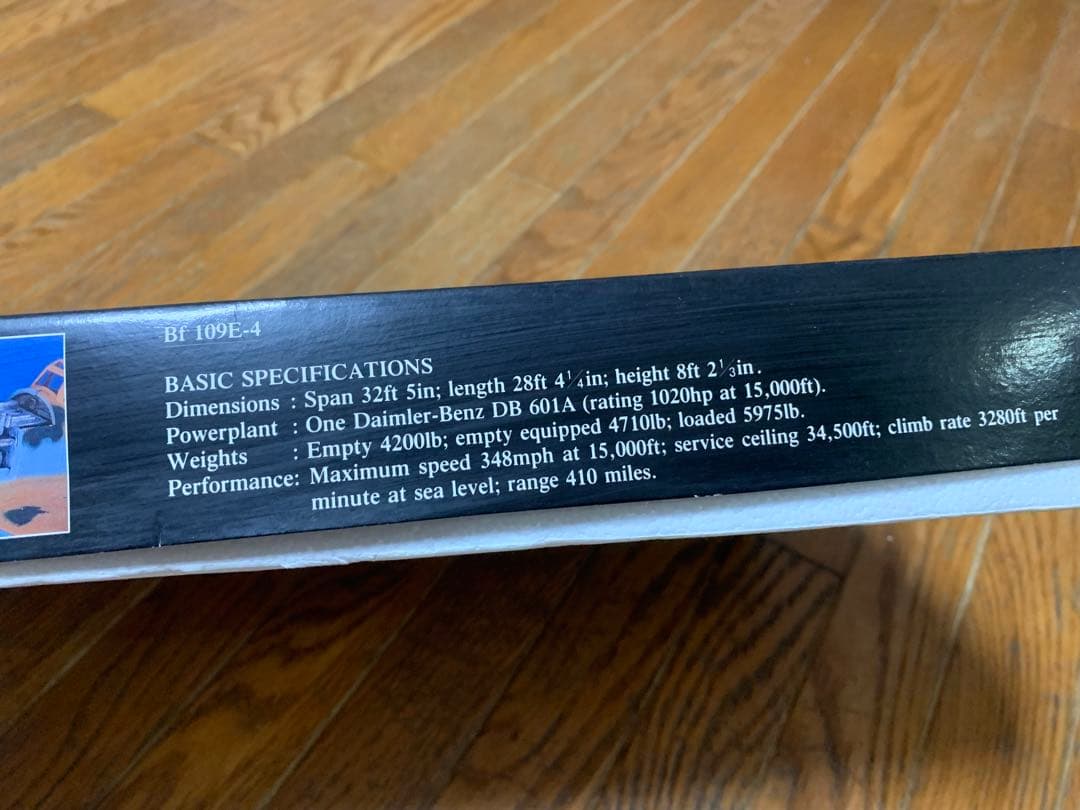 Bf 109E-4
BASIC SPECIFICATIONS
Dimensions : Span 32ft 5in; length 28ft 4¼in; height 8ft 2⅓in.
Powerplant : One Daimler-Benz DB 601A (rating 1020hp at 15,000ft).
Weights : Empty 4200lb; empty equipped 4710lb; loaded 5975lb.
Performance: Maximum speed 348mph at 15,000ft; service ceiling 34,500ft; climb rate 3280ft per
minute at sea level; range 410 miles.